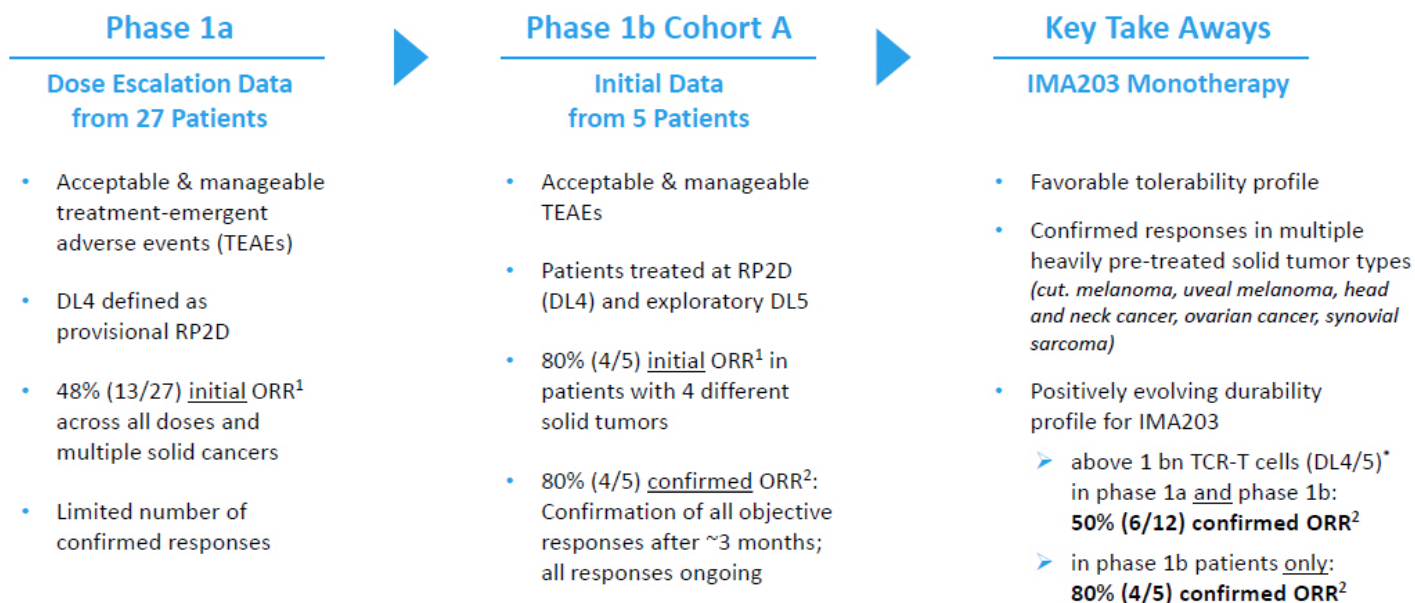 Phase 1a
Dose Escalation Data
from 27 Patients
• Acceptable & manageable
treatment-emergent
adverse events (TEAEs)
• DL4 defined as
provisional RP2D
• 48% (13/27) initial ORR¹
across all doses and
multiple solid cancers
• Limited number of
confirmed responses
Phase 1b Cohort A
Initial Data
from 5 Patients
• Acceptable & manageable
TEAEs
• Patients treated at RP2D
(DL4) and exploratory DL5
• 80% (4/5) initial ORR¹ in
patients with 4 different
solid tumors
• 80% (4/5) confirmed ORR²:
Confirmation of all objective
responses after ~3 months;
all responses ongoing
Key Take Aways
IMA203 Monotherapy
• Favorable tolerability profile
• Confirmed responses in multiple
heavily pre-treated solid tumor types
(cut. melanoma, uveal melanoma, head
and neck cancer, ovarian cancer, synovial
sarcoma)
• Positively evolving durability
profile for IMA203
➢ above 1 bn TCR-T cells (DL4/5)*
in phase 1a and phase 1b:
50% (6/12) confirmed ORR²
➢ in phase 1b patients only:
80% (4/5) confirmed ORR²